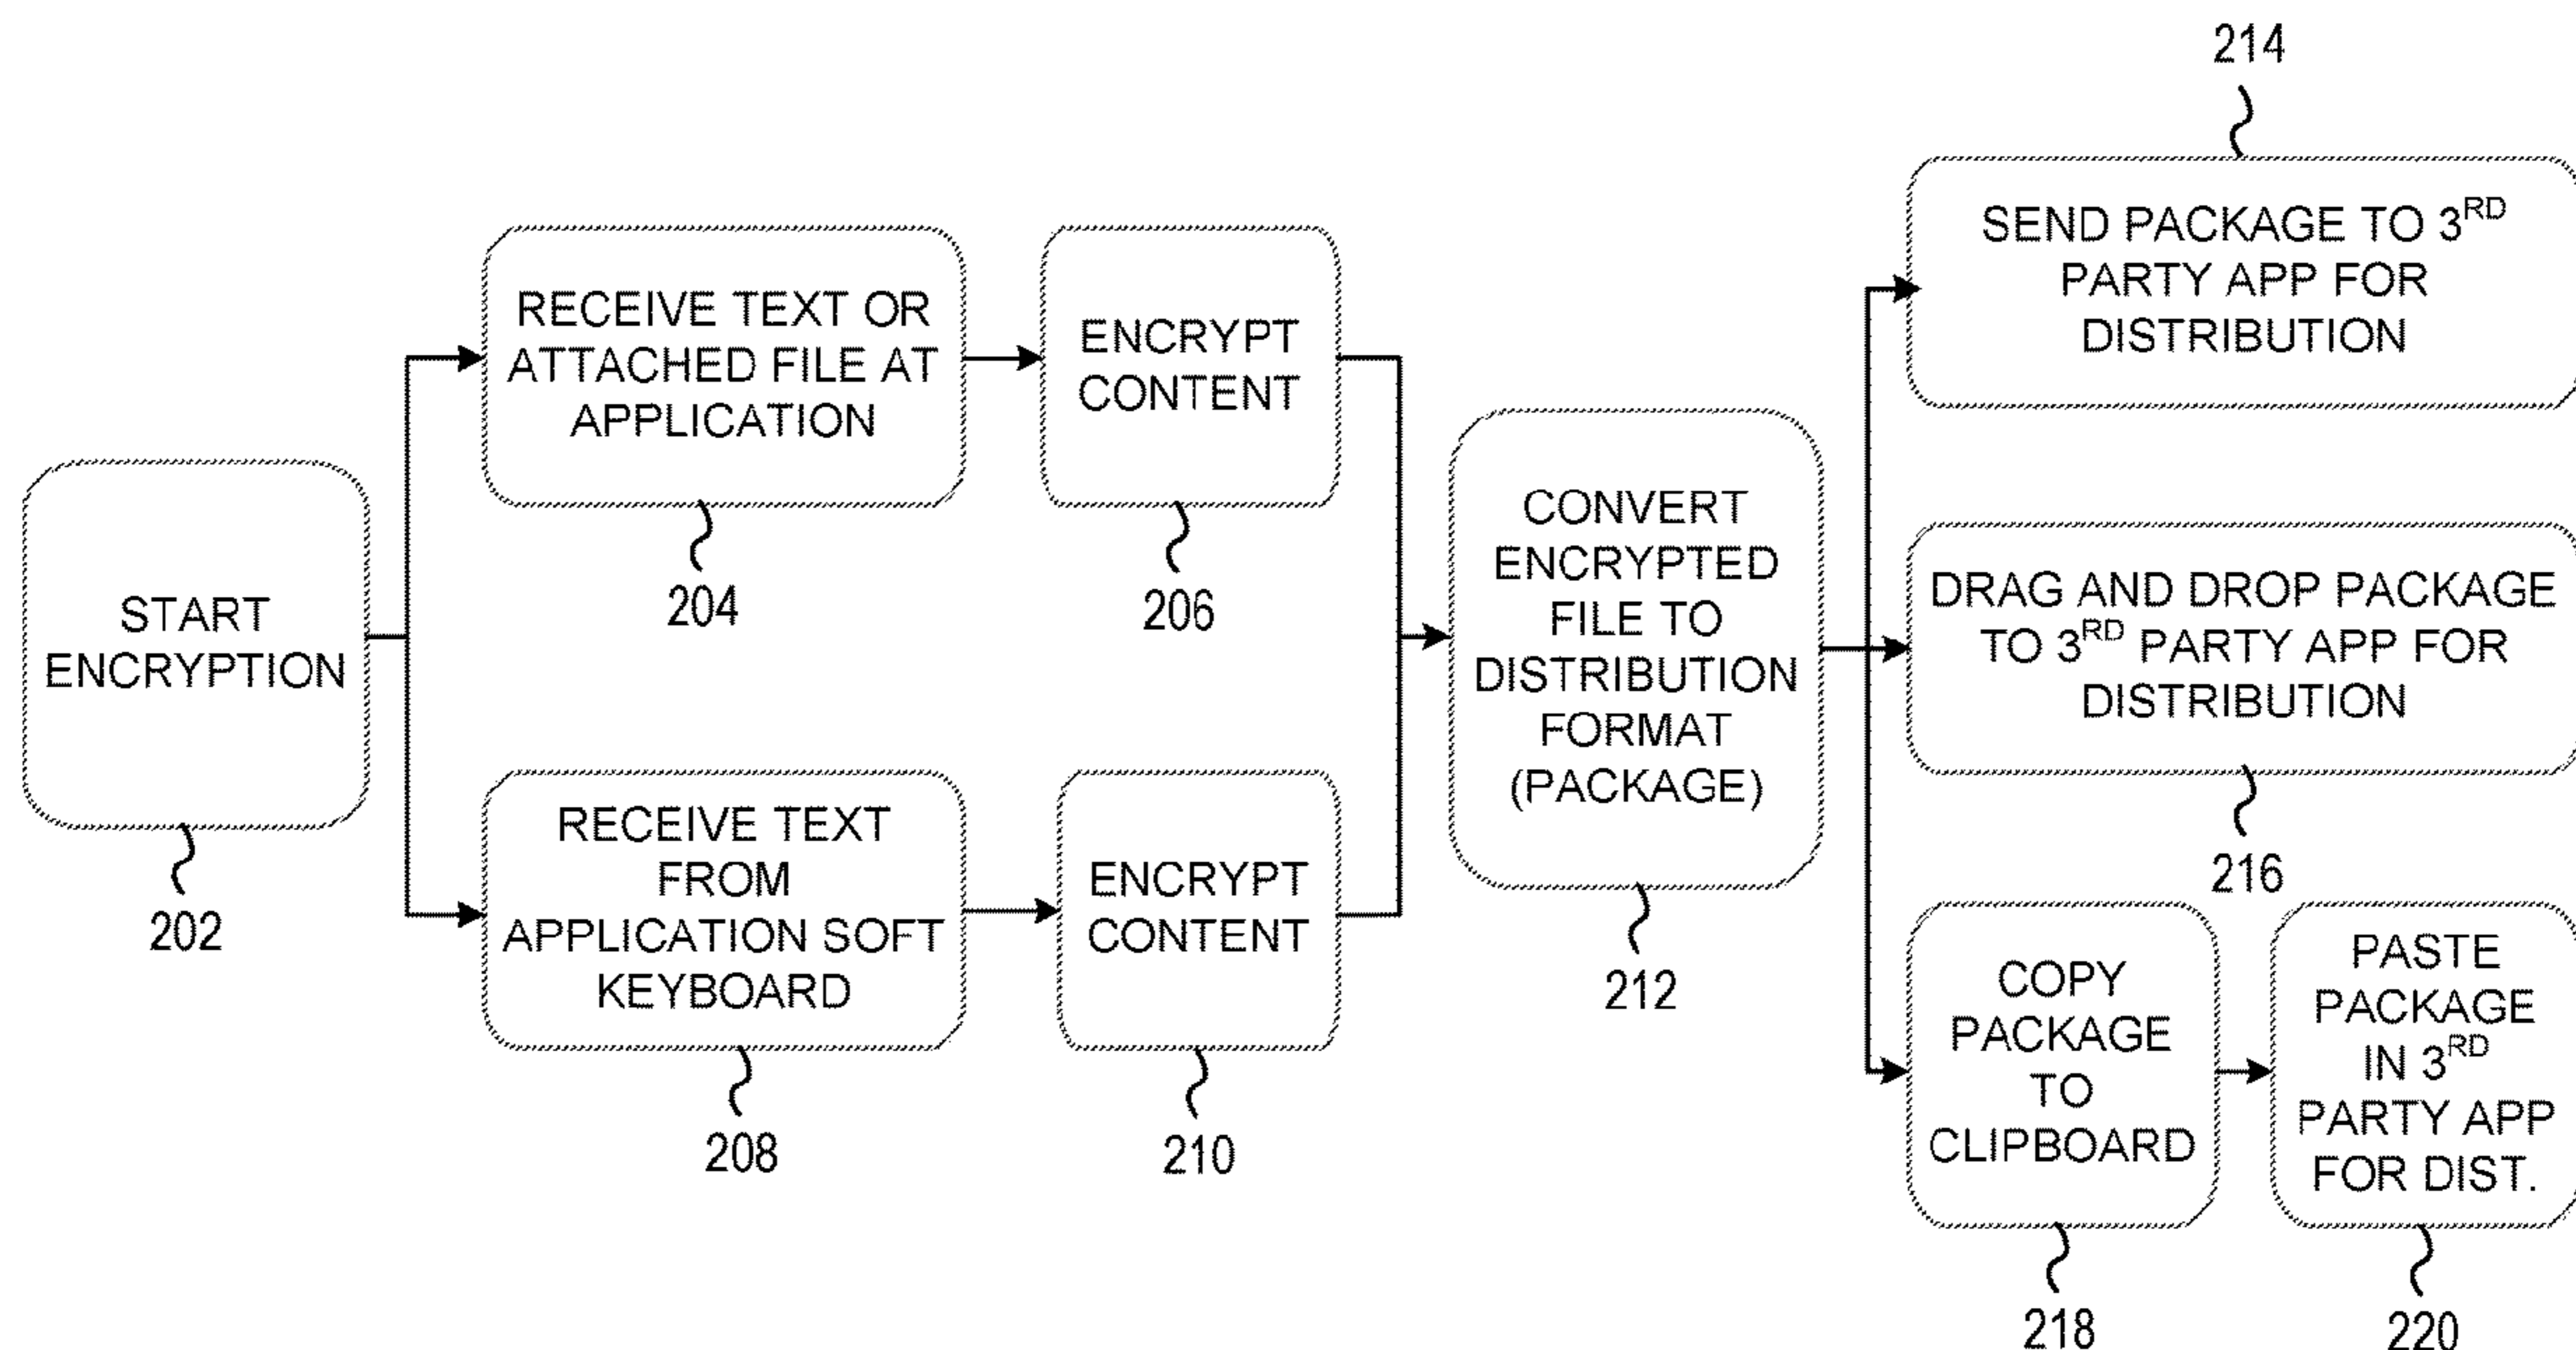 START
ENCRYPTION
202
RECEIVE TEXT OR
ATTACHED FILE AT
APPLICATION
204
ENCRYPT
CONTENT
206
RECEIVE TEXT
FROM
APPLICATION SOFT
KEYBOARD
208
ENCRYPT
CONTENT
210
CONVERT
ENCRYPTED
FILE TO
DISTRIBUTION
FORMAT
(PACKAGE)
212
214
SEND PACKAGE TO 3RD
PARTY APP FOR
DISTRIBUTION
DRAG AND DROP PACKAGE
TO 3RD PARTY APP FOR
DISTRIBUTION
216
COPY
PACKAGE
TO
CLIPBOARD
218
PASTE
PACKAGE
IN 3RD
PARTY APP
FOR DIST.
220